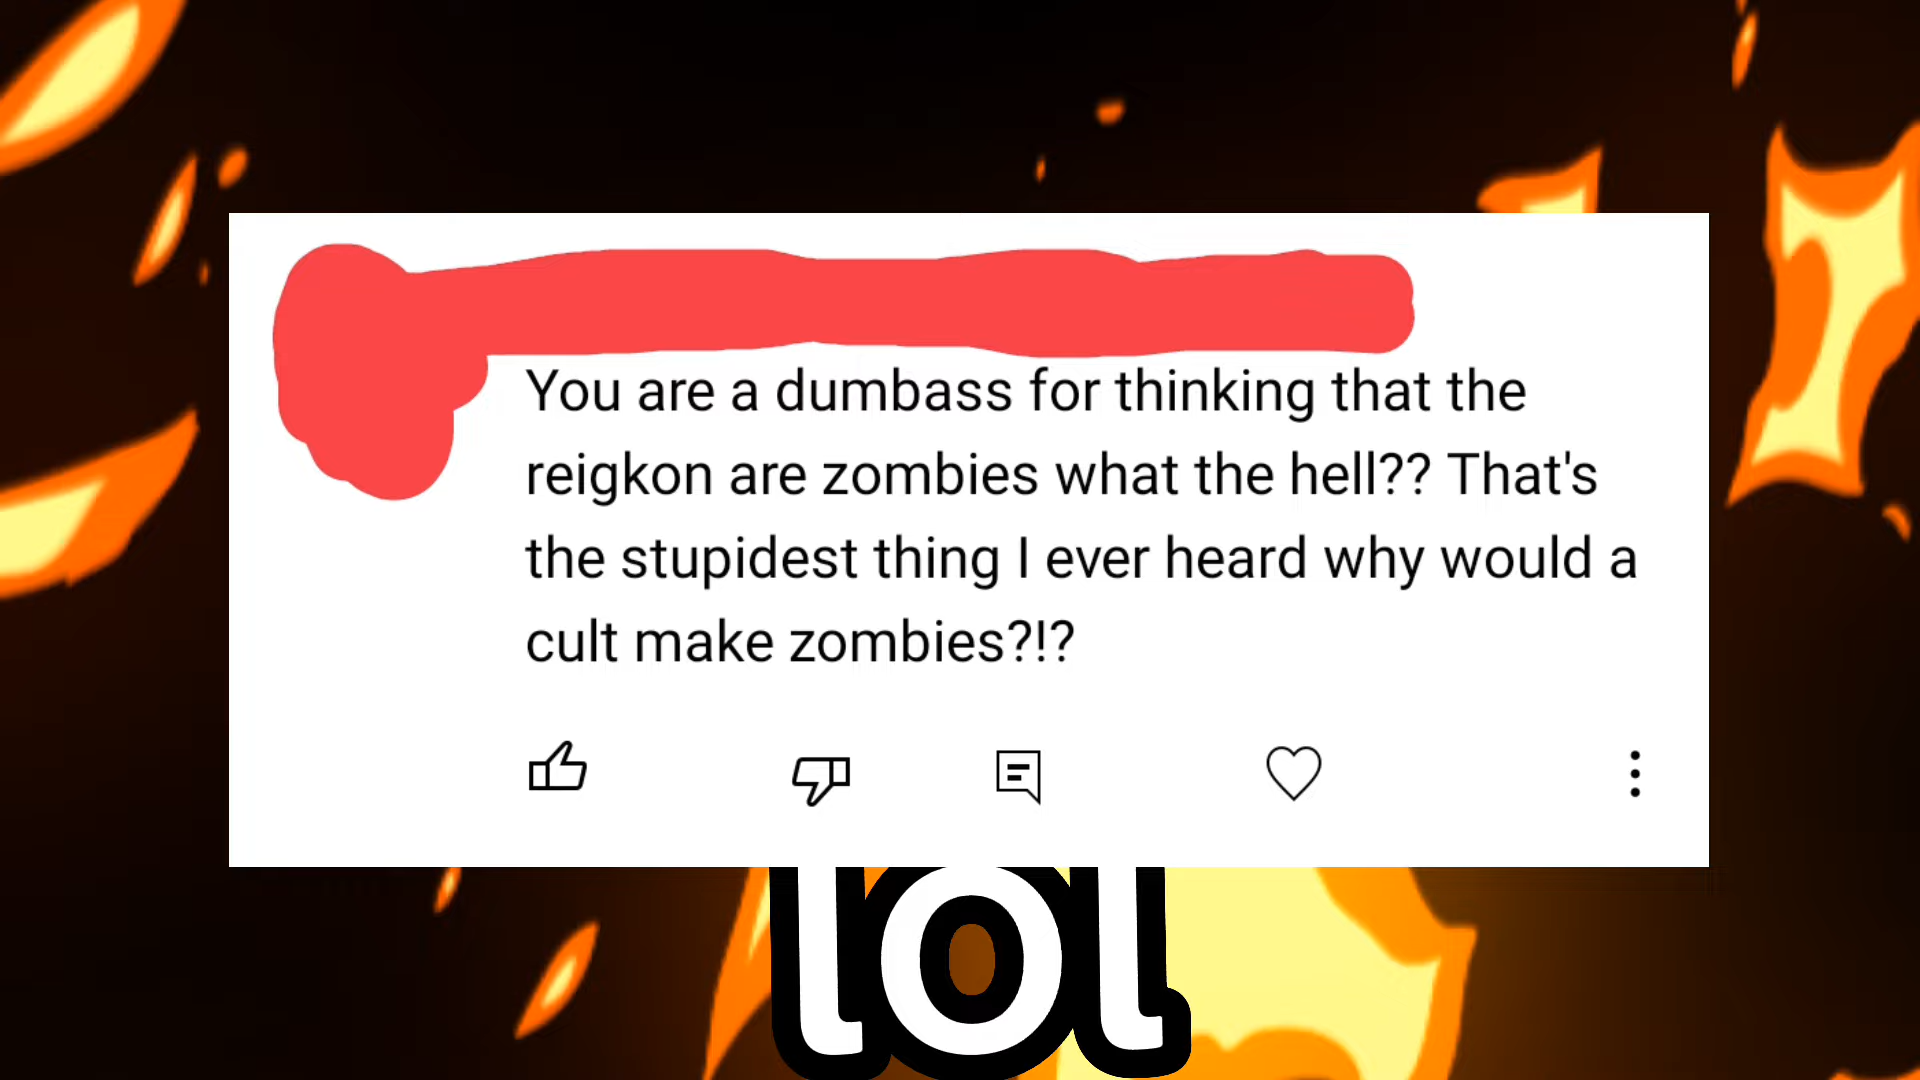 You are a dumbass for thinking that the
reigkon are zombies what the hell?? That's
the stupidest thing I ever heard why would a
cult make zombies?!?
lol